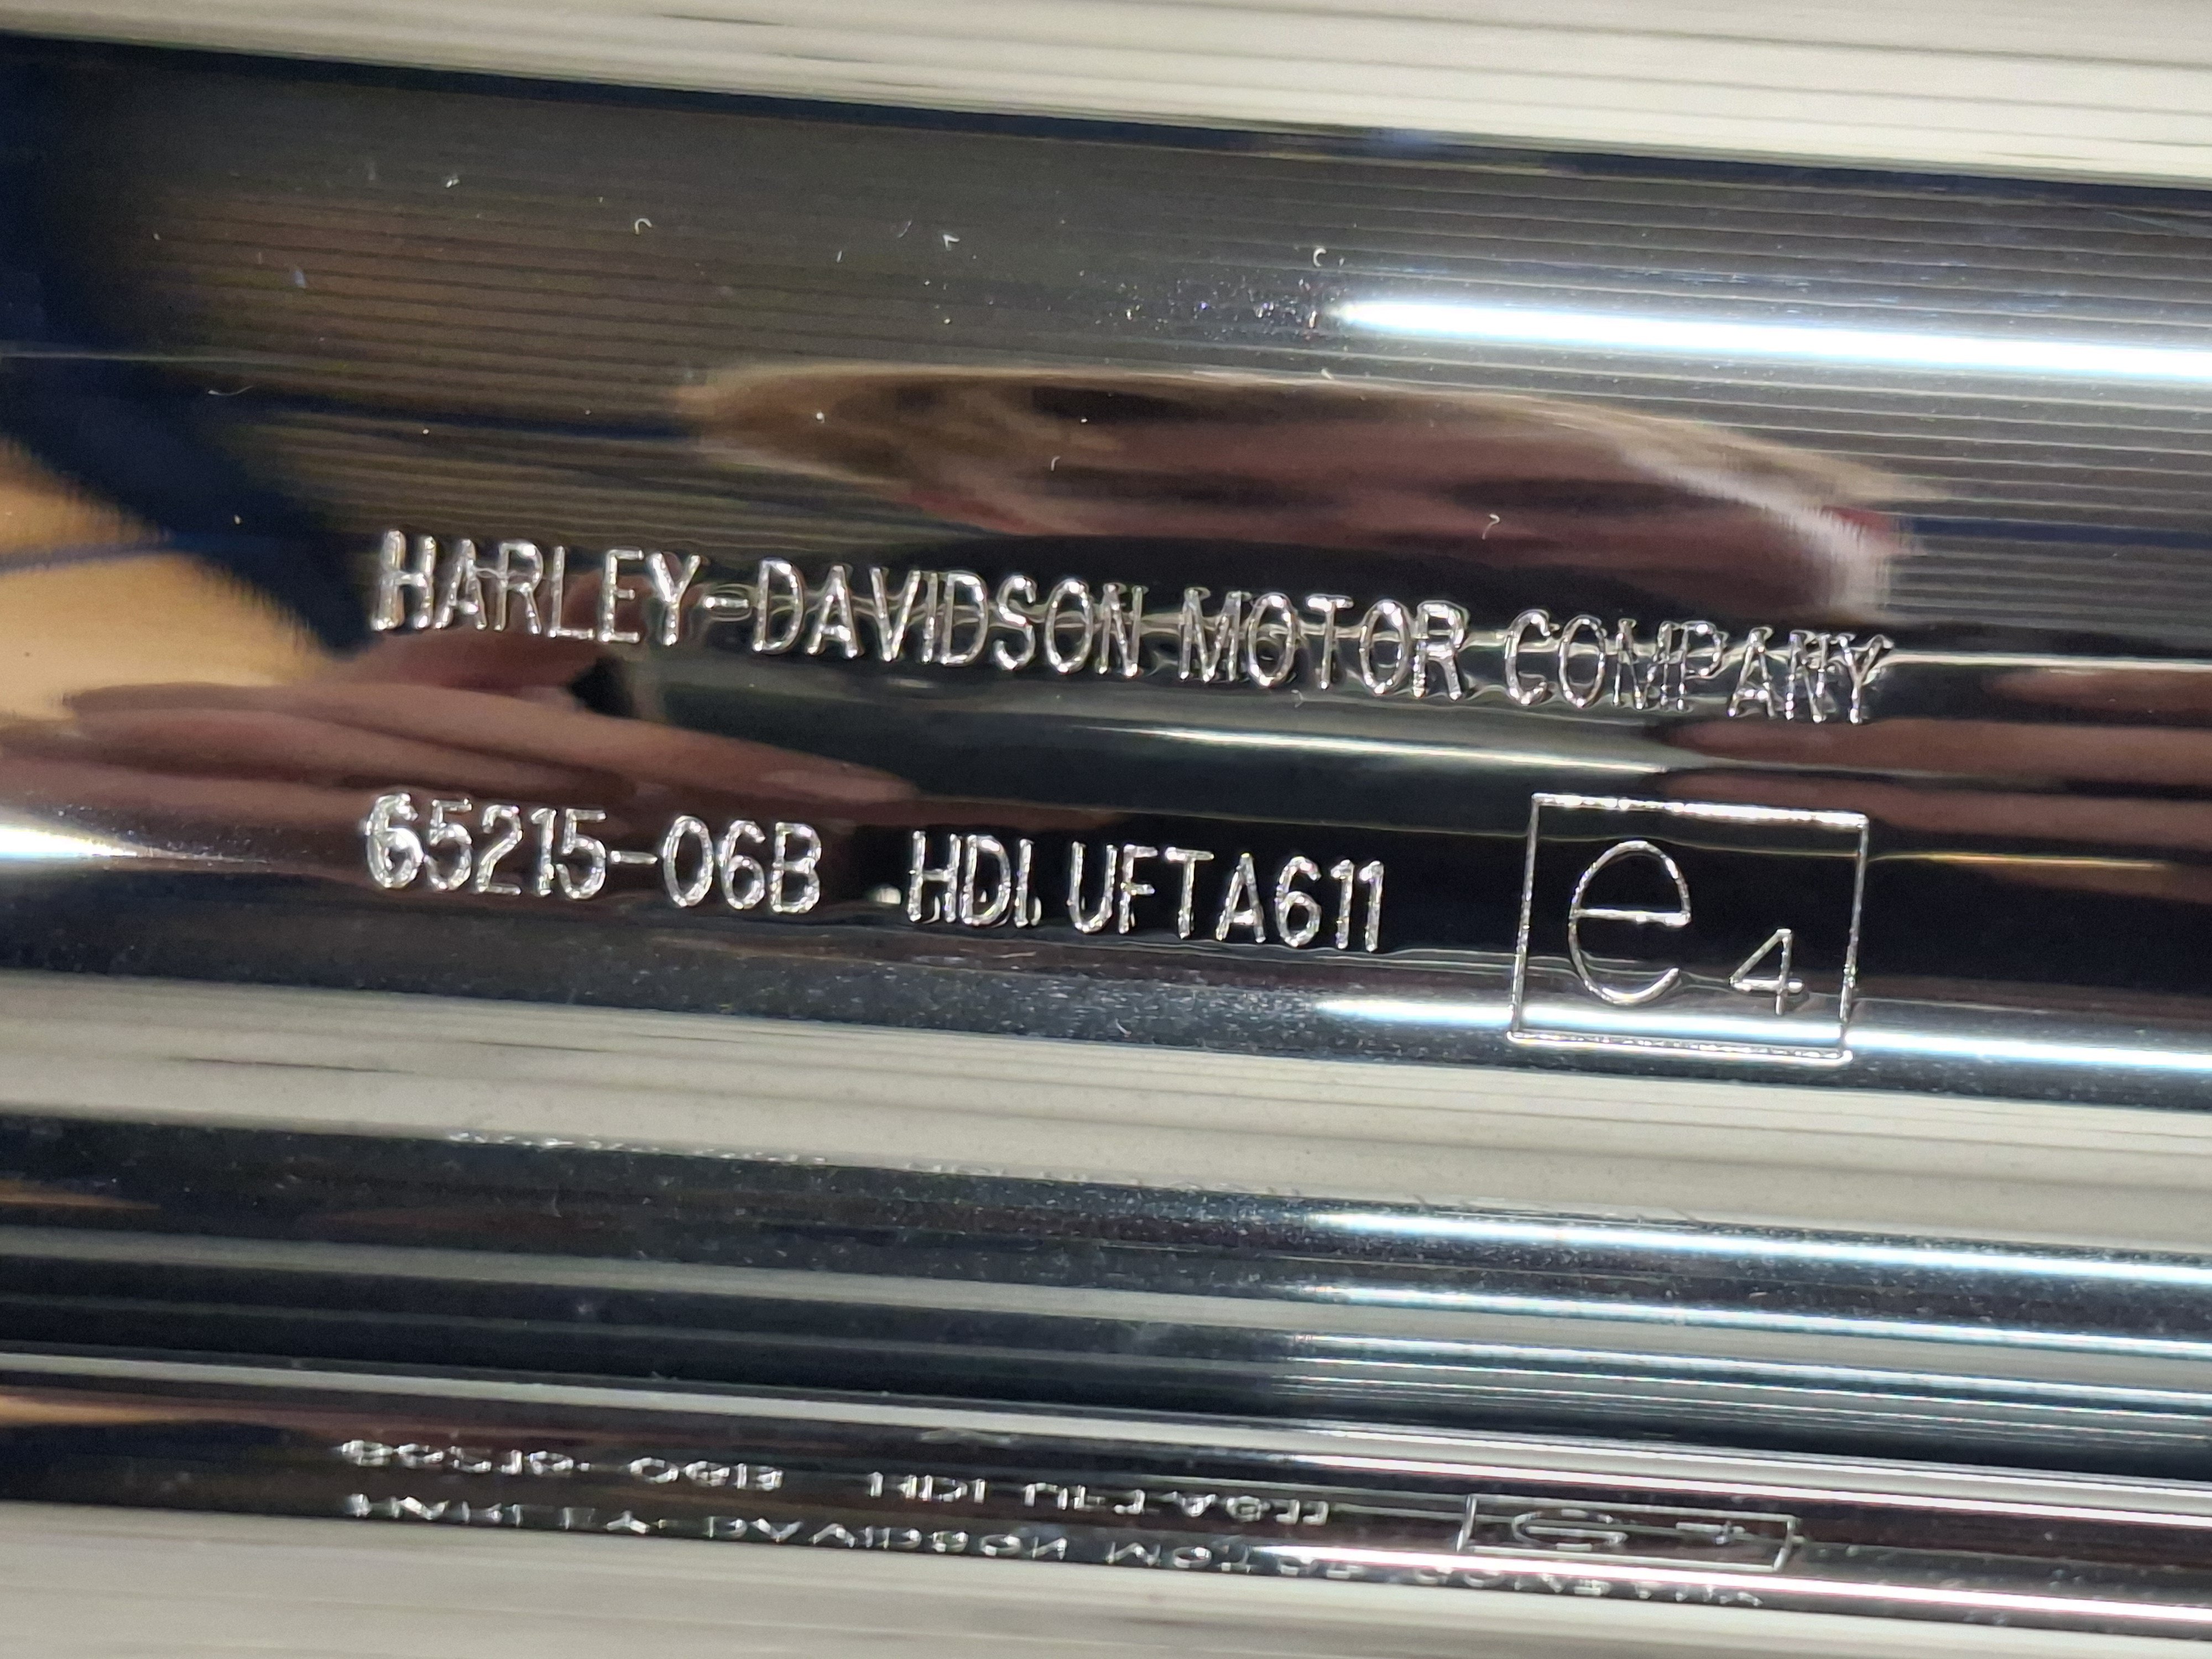 HARLEY-DAVIDSON MOTOR COMPANY
65215-06B HDI UFTA611 e4